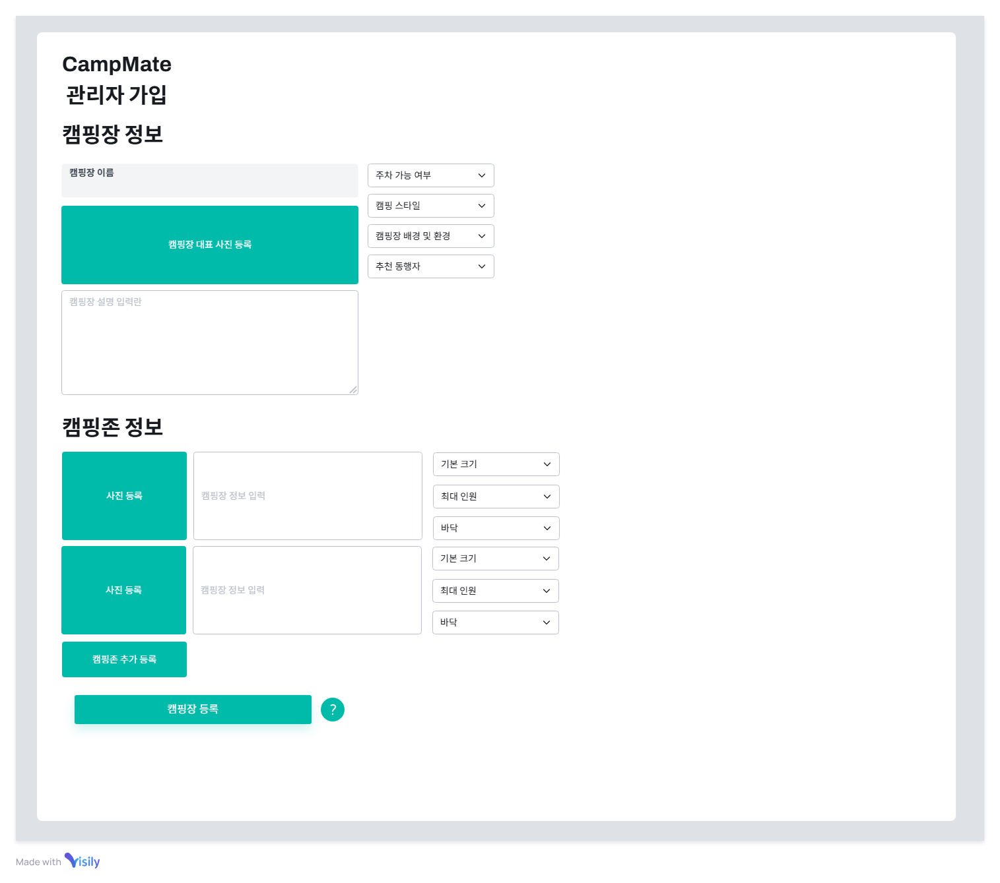 CampMate
관리자 가입
캠핑장 정보
캠핑장 이름
주차 가능 여부
캠핑 스타일
캠핑장 배경 및 환경
추천 동행자
캠핑장 대표 사진 등록
캠핑장 설명 입력란
캠핑존 정보
사진 등록
캠핑장 정보 입력
기본 크기
최대 인원
바닥
사진 등록
캠핑장 정보 입력
기본 크기
최대 인원
바닥
캠핑존 추가 등록
캠핑장 등록
?
Made with Visily